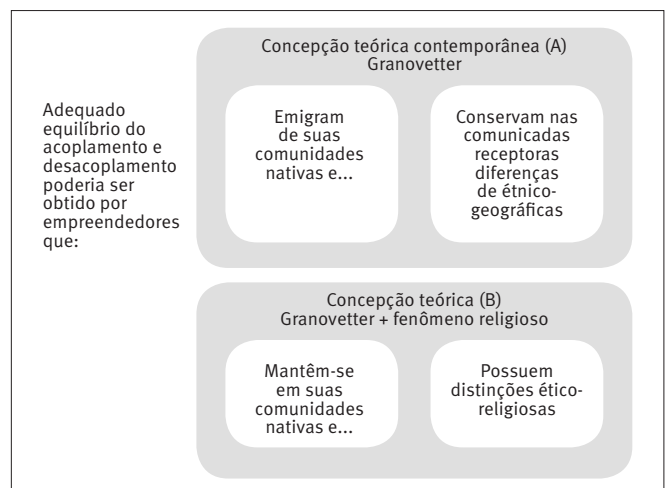 Adequado
equilíbrio do
acoplamento e
desacoplamento
poderia ser
obtido por
empreendedores
que:
Concepção teórica contemporânea (A)
Granovetter
Emigram
de suas
comunidades
nativas e...
Conservam nas
comunicadas
receptoras
diferenças
de étnico-
geográficas
Concepção teórica (B)
Granovetter + fenômeno religioso
Mantêm-se
em suas
comunidades
nativas e...
Possuem
distinções ético-
religiosas